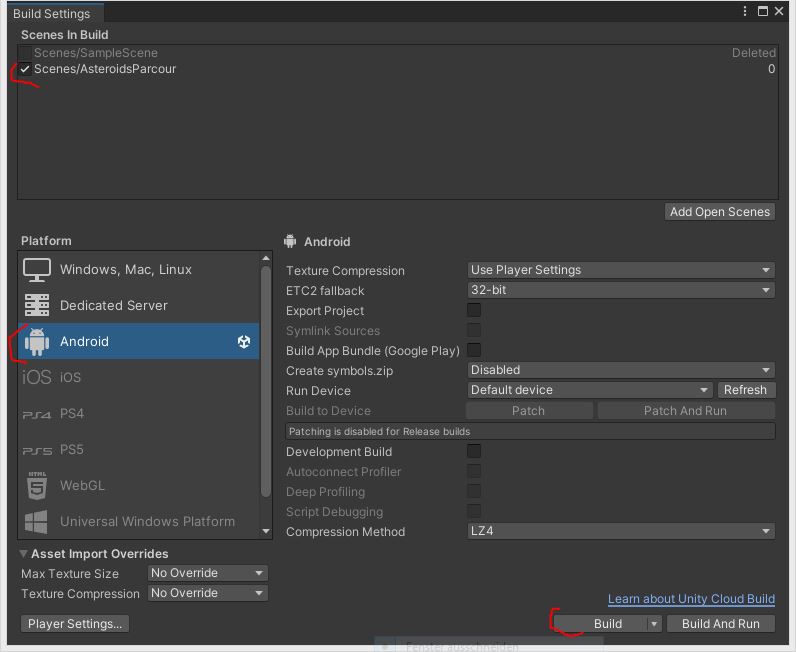 Build Settings
Scenes In Build
Scenes/SampleScene Deleted
Scenes/AsteroidsParcour 0
Add Open Scenes
Platform
Windows, Mac, Linux
Dedicated Server
Android
iOS iOS
PS4 PS4
PS5 PS5
HTML 5 WebGL
Universal Windows Platform
Android
Texture Compression Use Player Settings
ETC2 fallback 32-bit
Export Project
Symlink Sources
Build App Bundle (Google Play)
Create symbols.zip Disabled
Run Device Default device Refresh
Build to Device Patch Patch And Run
Patching is disabled for Release builds
Development Build
Autoconnect Profiler
Deep Profiling
Script Debugging
Compression Method LZ4
Asset Import Overrides
Max Texture Size No Override
Texture Compression No Override
Learn about Unity Cloud Build
Player Settings... Build Build And Run
Fenster ausschneiden